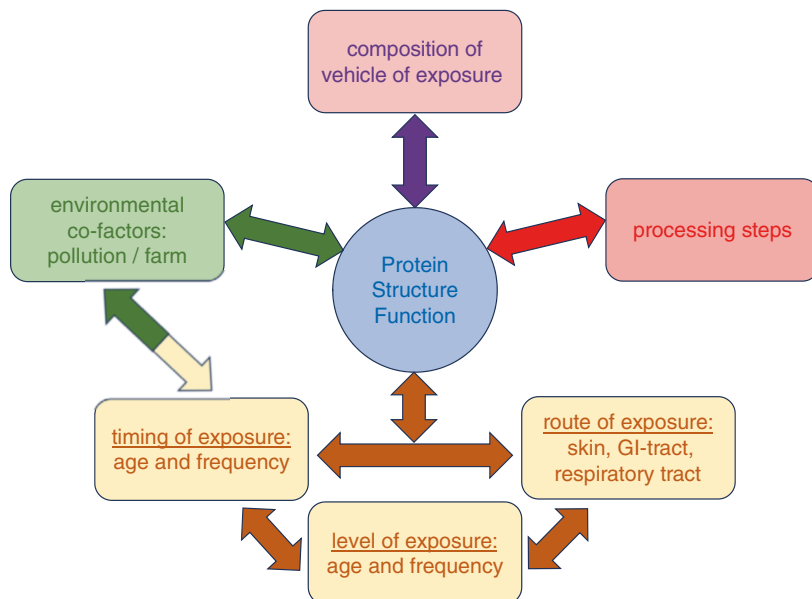 composition of
vehicle of exposure
environmental
co-factors:
pollution / farm
processing steps
Protein
Structure
Function
timing of exposure:
age and frequency
route of exposure:
skin, GI-tract,
respiratory tract
level of exposure:
age and frequency